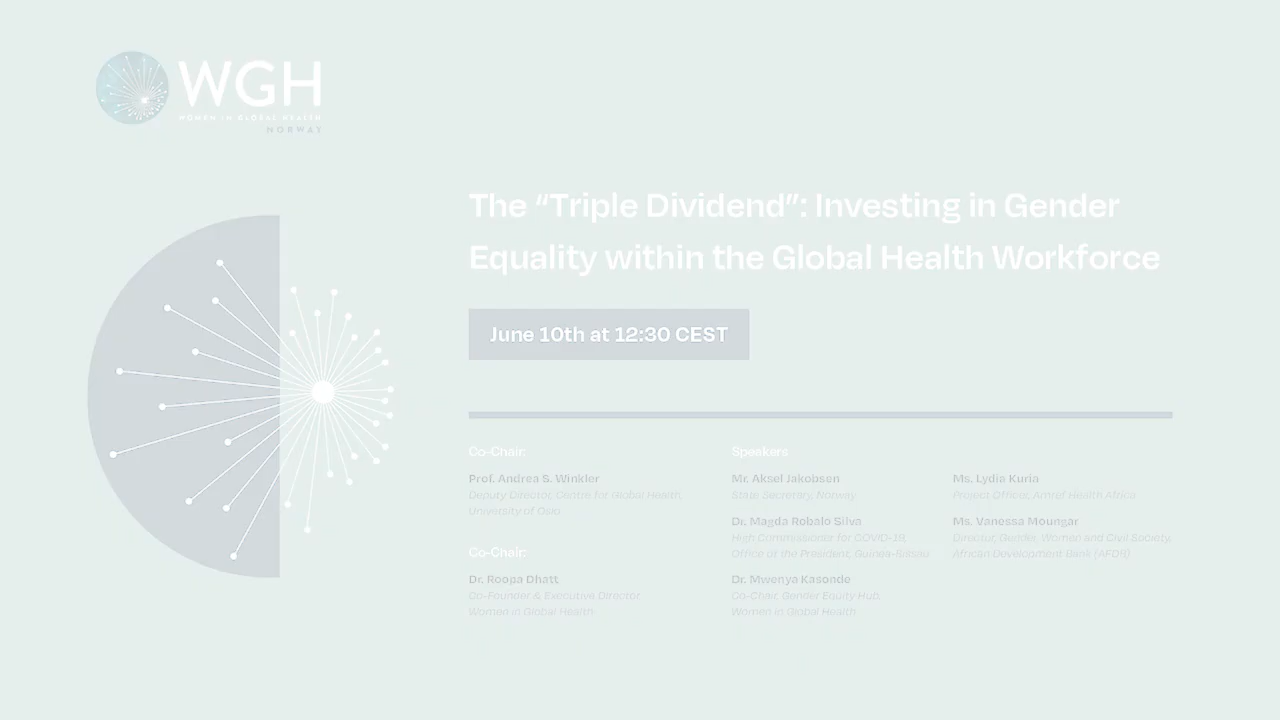 WGH
WOMEN IN GLOBAL HEALTH
NORWAY
The “Triple Dividend”: Investing in Gender
Equality within the Global Health Workforce
June 10th at 12:30 CEST
Co-Chair:
Prof. Andrea S. Winkler
Deputy Director, Centre for Global Health,
University of Oslo
Co-Chair:
Dr. Roopa Dhatt
Co-Founder & Executive Director
Women in Global Health
Speakers
Mr. Aksel Jakobsen
State Secretary, Norway
Dr. Magda Robalo Silva
High Commissioner for COVID-19,
Office of the President, Guinea-Bissau
Dr. Mwenya Kasonde
Co-Chair, Gender Equity Hub,
Women in Global Health
Ms. Lydia Kuria
Project Officer, Amref Health Africa
Ms. Vanessa Moungar
Director, Gender, Women and Civil Society,
African Development Bank (AFDB)